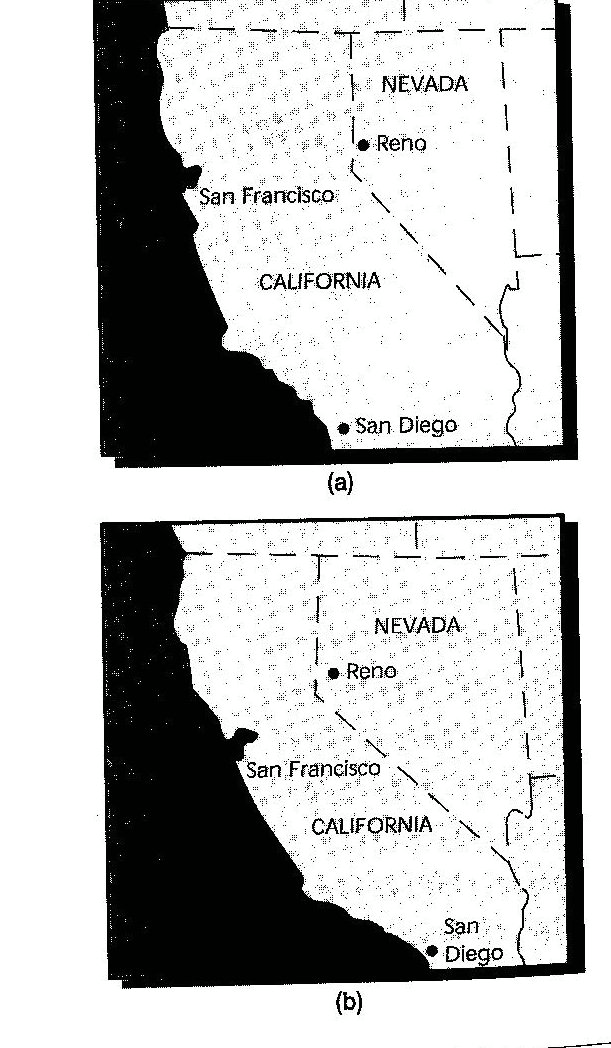 NEVADA
Reno
San Francisco
CALIFORNIA
San Diego
(a)
NEVADA
Reno
San Francisco
CALIFORNIA
San
Diego
(b)